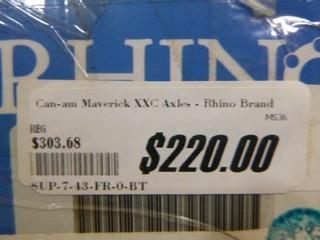 RHINO
Can-am Maverick XXC Axles - Rhino Brand
MS36
REG
$303.68
$220.00
SUP-7-43-FR-0-BT